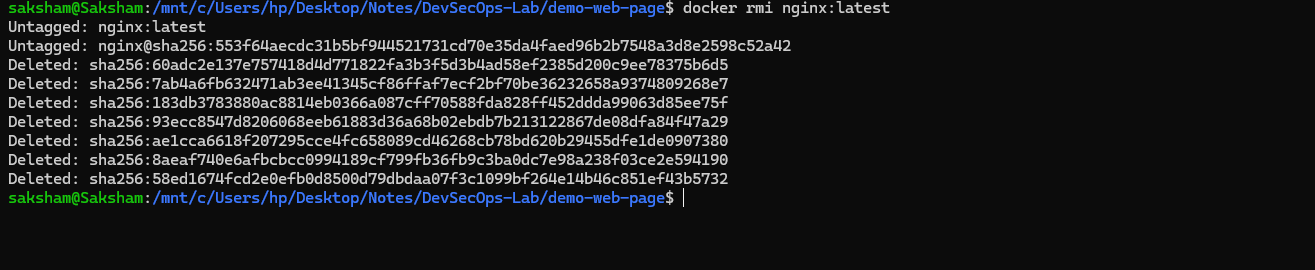 saksham@Saksham:/mnt/c/Users/hp/Desktop/Notes/DevSecOps-Lab/demo-web-page$ docker rmi nginx:latest
Untagged: nginx:latest
Untagged: nginx@sha256:553f64aecdc31b5bf944521731cd70e35da4faed96b2b7548a3d8e2598c52a42
Deleted: sha256:60adc2e137e757418d4d771822fa3b3f5d3b4ad58ef2385d200c9ee78375b6d5
Deleted: sha256:7ab4a6fb632471ab3ee41345cf86ffaf7ecf2bf70be36232658a9374809268e7
Deleted: sha256:183db3783880ac8814eb0366a087cff70588fda828ff452ddda99063d85ee75f
Deleted: sha256:93ecc8547d8206068eeb61883d36a68b02ebdb7b213122867de08dfa84f47a29
Deleted: sha256:ae1cca6618f207295cce4fc658089cd46268cb78bd620b29455dfe1de0907380
Deleted: sha256:8aeaf740e6afbcbcc0994189cf799fb36fb9c3ba0dc7e98a238f03ce2e594190
Deleted: sha256:58ed1674fcd2e0efb0d8500d79dbdaa07f3c1099bf264e14b46c851ef43b5732
saksham@Saksham:/mnt/c/Users/hp/Desktop/Notes/DevSecOps-Lab/demo-web-page$